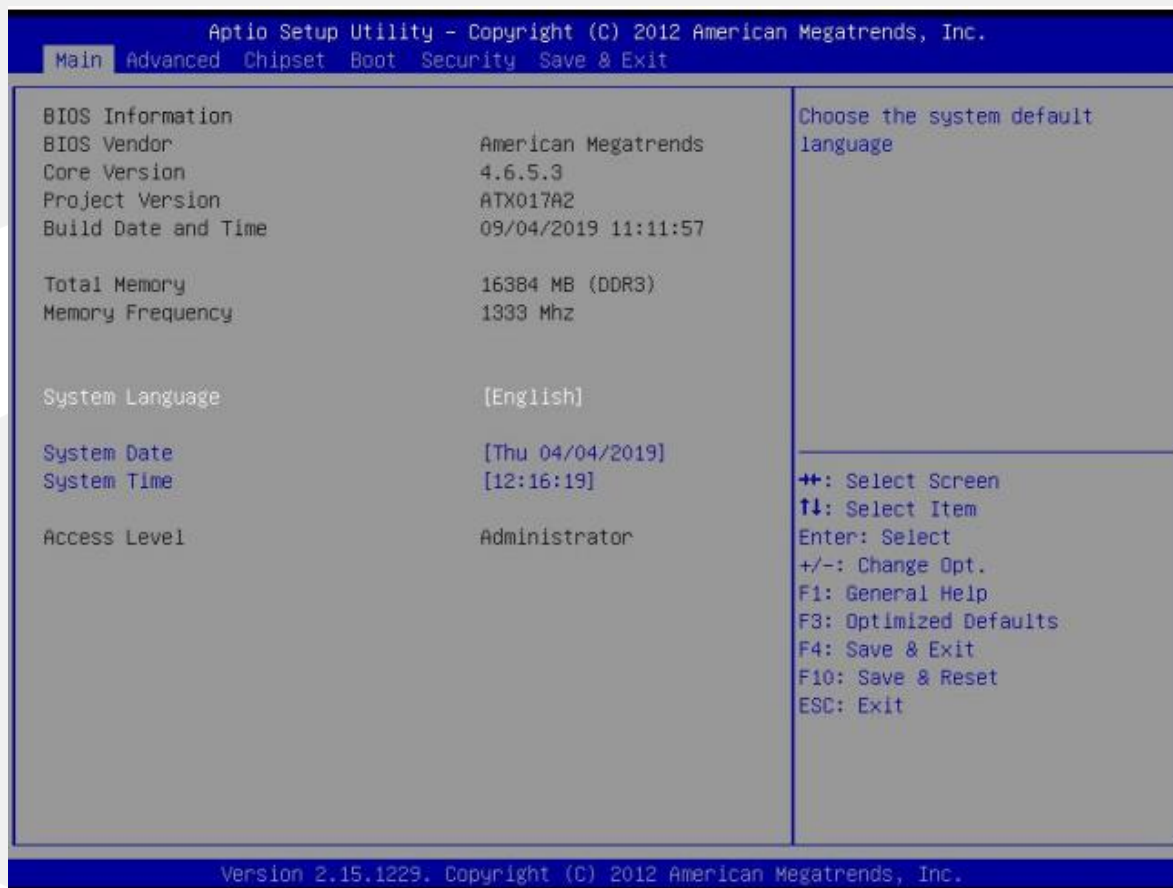 Aptio Setup Utility - Copyright (C) 2012 American Megatrends, Inc.
Main Advanced Chipset Boot Security Save & Exit
BIOS Information
BIOS Vendor American Megatrends
Core Version 4.6.5.3
Project Version ATX017A2
Build Date and Time 09/04/2019 11:11:57
Total Memory 16384 MB (DDR3)
Memory Frequency 1333 Mhz
System Language [English]
System Date [Thu 04/04/2019]
System Time [12:16:19]
Access Level Administrator
Choose the system default
language
→←: Select Screen
↑↓: Select Item
Enter: Select
+/-: Change Opt.
F1: General Help
F3: Optimized Defaults
F4: Save & Exit
F10: Save & Reset
ESC: Exit
Version 2.15.1229. Copyright (C) 2012 American Megatrends, Inc.